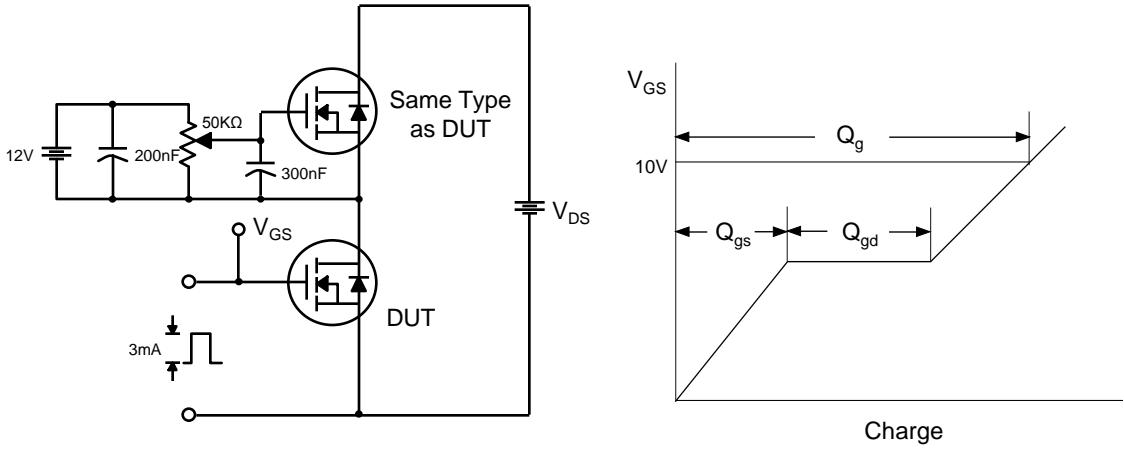 12V
200nF
50KΩ
300nF
Same Type
as DUT
V_DS
V_GS
DUT
3mA
V_GS
10V
Q_g
Q_gs
Q_gd
Charge